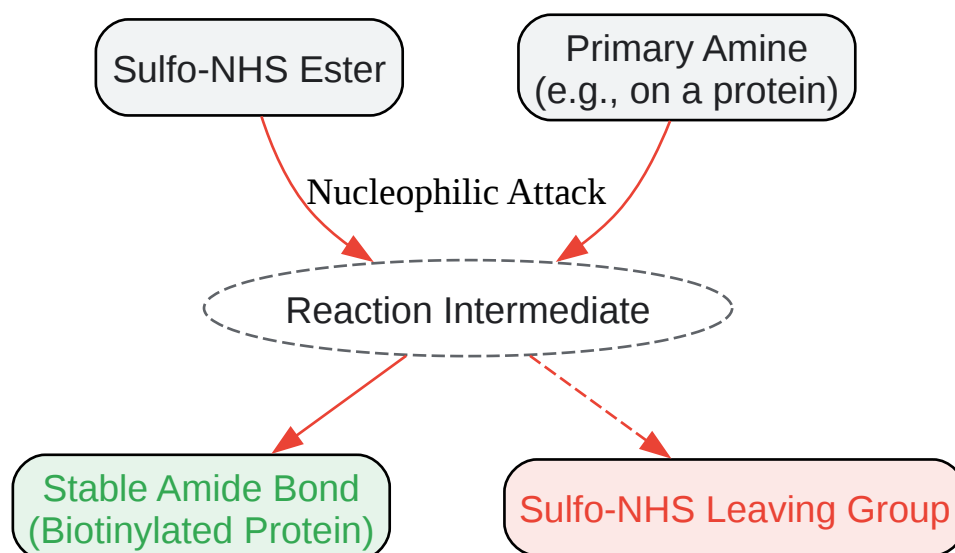 Sulfo-NHS Ester
Primary Amine
(e.g., on a protein)
Nucleophilic Attack
Reaction Intermediate
Stable Amide Bond
(Biotinylated Protein)
Sulfo-NHS Leaving Group